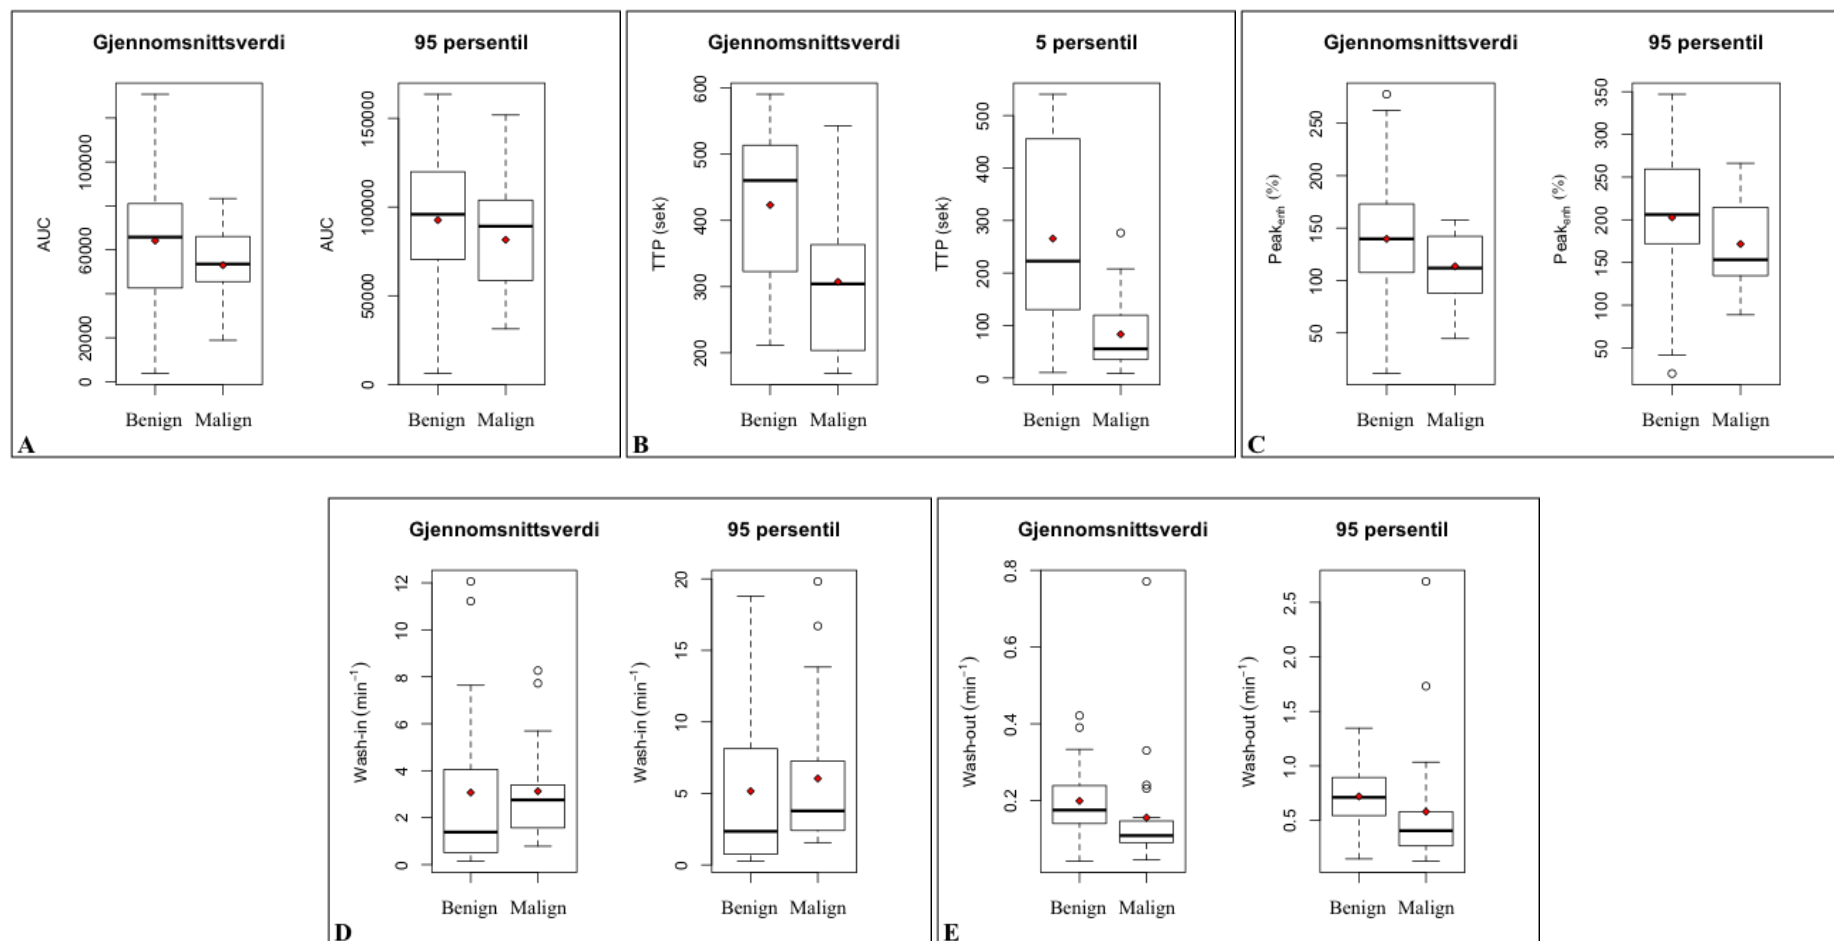 Gjennomsnittsverdi
95 persentil
AUC
0
20000
60000
100000
AUC
0
50000
100000
150000
Benign Malign
Benign Malign
A
Gjennomsnittsverdi
5 persentil
TTP (sek)
200
300
400
500
600
TTP (sek)
0
100
200
300
400
500
Benign Malign
Benign Malign
B
Gjennomsnittsverdi
95 persentil
Peakenh (%)
50
100
150
200
250
Peakenh (%)
50
100
150
200
250
300
350
Benign Malign
Benign Malign
C
Gjennomsnittsverdi
95 persentil
Wash-in (min⁻¹)
0
2
4
6
8
10
12
Wash-in (min⁻¹)
0
5
10
15
20
Benign Malign
Benign Malign
D
Gjennomsnittsverdi
95 persentil
Wash-out (min⁻¹)
0.2
0.4
0.6
0.8
Wash-out (min⁻¹)
0.5
1.0
1.5
2.0
2.5
Benign Malign
Benign Malign
E